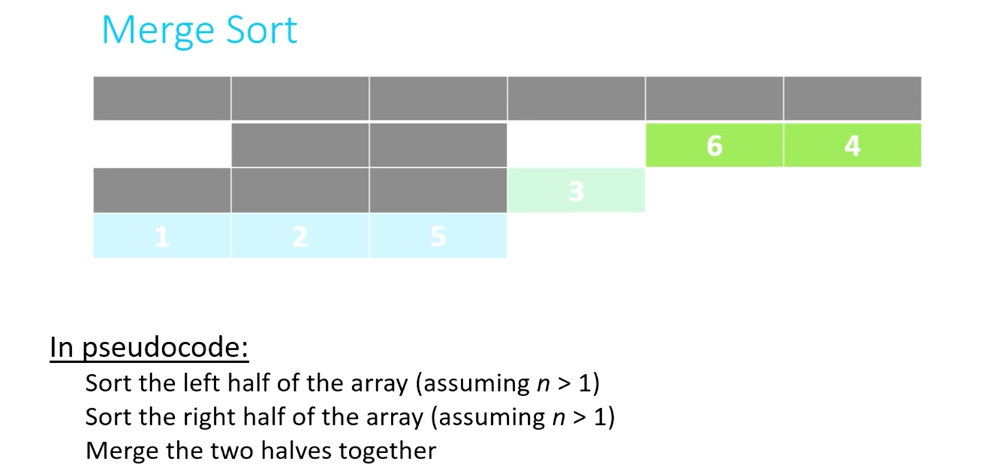 Merge Sort
6 4
3
1 2 5
In pseudocode:
Sort the left half of the array (assuming n > 1)
Sort the right half of the array (assuming n > 1)
Merge the two halves together